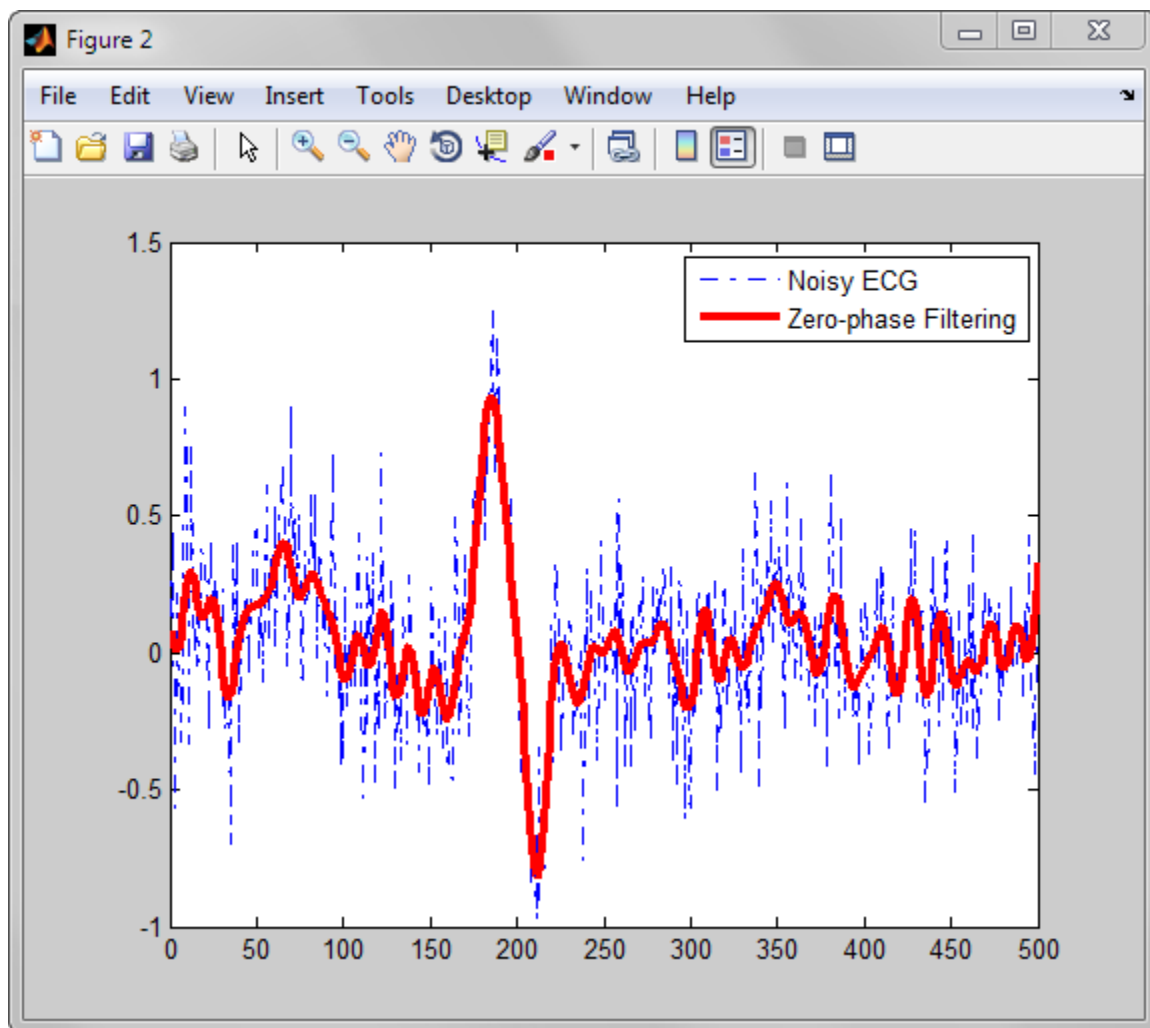 Figure 2
File Edit View Insert Tools Desktop Window Help
1.5
1
0.5
0
-0.5
-1
0 50 100 150 200 250 300 350 400 450 500
Noisy ECG
Zero-phase Filtering